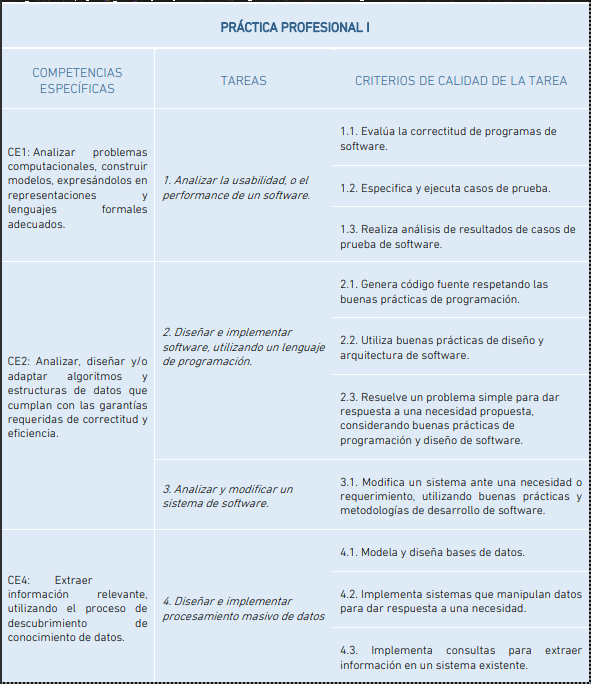 PRÁCTICA PROFESIONAL I
COMPETENCIAS
ESPECÍFICAS
TAREAS
CRITERIOS DE CALIDAD DE LA TAREA
CE1: Analizar problemas
computacionales, construir
modelos, expresándolos en
representaciones y
lenguajes formales
adecuados.
1. Analizar la usabilidad, o el
performance de un software.
1.1. Evalúa la correctitud de programas de
software.
1.2. Especifica y ejecuta casos de prueba.
1.3. Realiza análisis de resultados de casos de
prueba de software.
CE2: Analizar, diseñar y/o
adaptar algoritmos y
estructuras de datos que
cumplan con las garantías
requeridas de correctitud y
eficiencia.
2. Diseñar e implementar
software, utilizando un lenguaje
de programación.
2.1. Genera código fuente respetando las
buenas prácticas de programación.
2.2. Utiliza buenas prácticas de diseño y
arquitectura de software.
2.3. Resuelve un problema simple para dar
respuesta a una necesidad propuesta,
considerando buenas prácticas de
programación y diseño de software.
3. Analizar y modificar un
sistema de software.
3.1. Modifica un sistema ante una necesidad o
requerimiento, utilizando buenas prácticas y
metodologías de desarrollo de software.
CE4: Extraer
información relevante,
utilizando el proceso de
descubrimiento de
conocimiento de datos.
4. Diseñar e implementar
procesamiento masivo de datos
4.1. Modela y diseña bases de datos.
4.2. Implementa sistemas que manipulan datos
para dar respuesta a una necesidad.
4.3. Implementa consultas para extraer
información en un sistema existente.